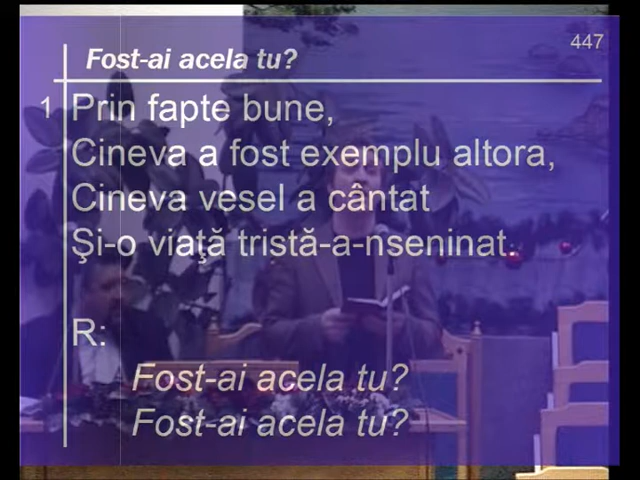 447
Fost-ai acela tu?
1 Prin fapte bune,
Cineva a fost exemplu altora,
Cineva vesel a cântat
Şi-o viaţă tristă-a-nseninat.
R:
Fost-ai acela tu?
Fost-ai acela tu?